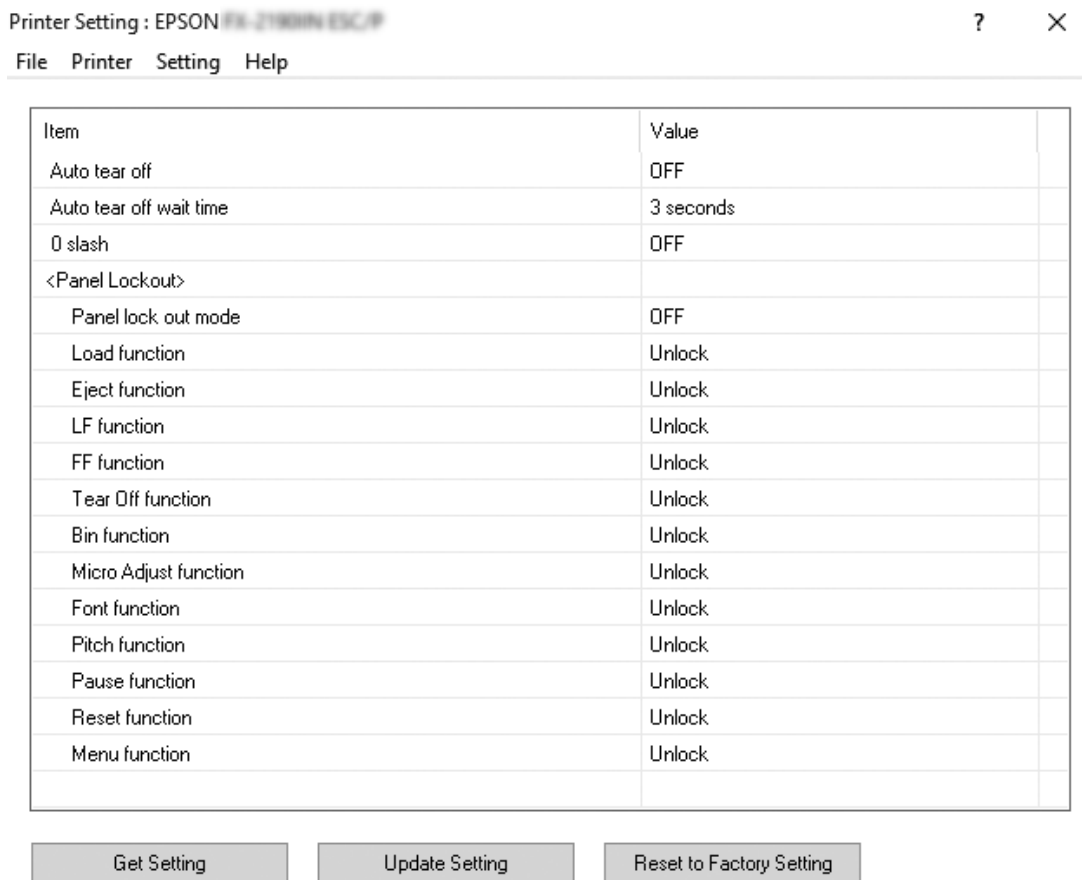 Printer Setting : EPSON
? ×
File Printer Setting Help
Item Value
Auto tear off OFF
Auto tear off wait time 3 seconds
0 slash OFF
<Panel Lockout>
Panel lock out mode OFF
Load function Unlock
Eject function Unlock
LF function Unlock
FF function Unlock
Tear Off function Unlock
Bin function Unlock
Micro Adjust function Unlock
Font function Unlock
Pitch function Unlock
Pause function Unlock
Reset function Unlock
Menu function Unlock
Get Setting Update Setting Reset to Factory Setting